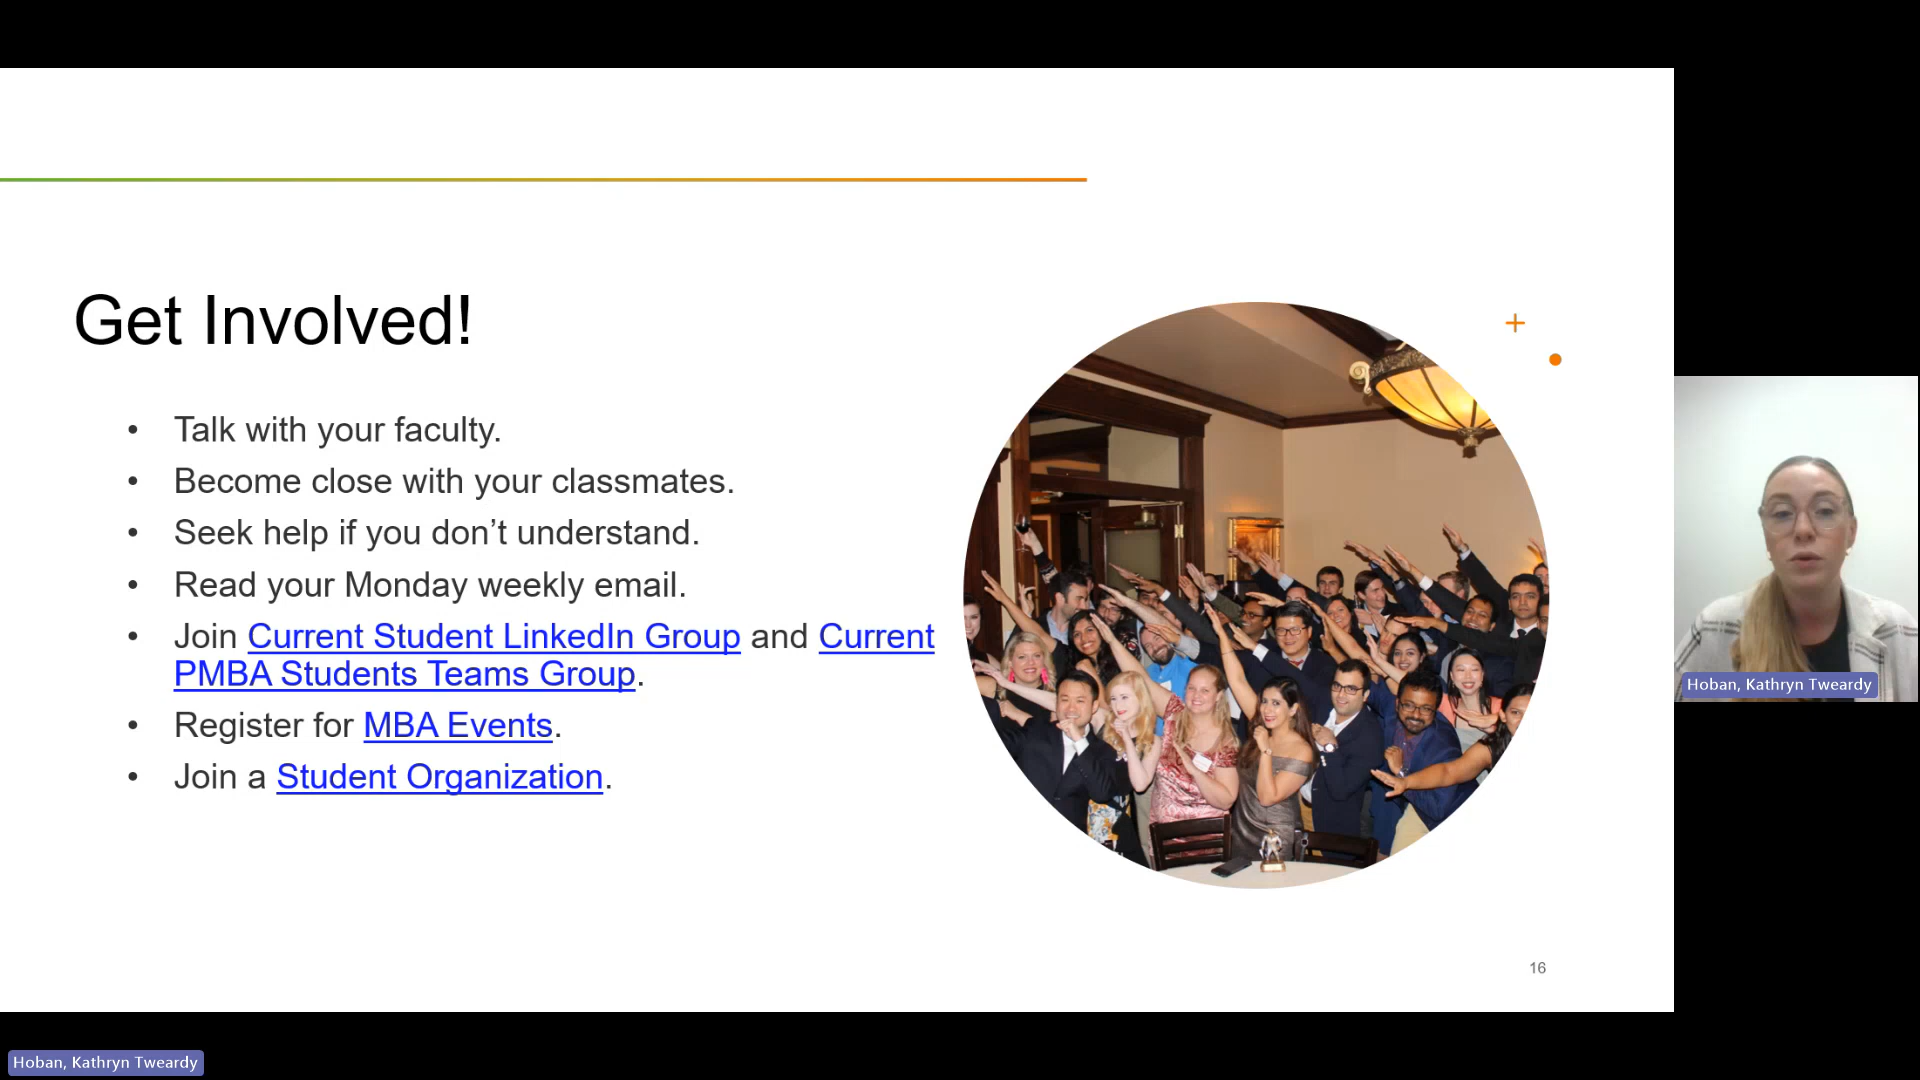 Get Involved!
• Talk with your faculty.
• Become close with your classmates.
• Seek help if you don’t understand.
• Read your Monday weekly email.
• Join Current Student LinkedIn Group and Current
PMBA Students Teams Group.
• Register for MBA Events.
• Join a Student Organization.
16
Hoban, Kathryn Tweardy
Hoban, Kathryn Tweardy